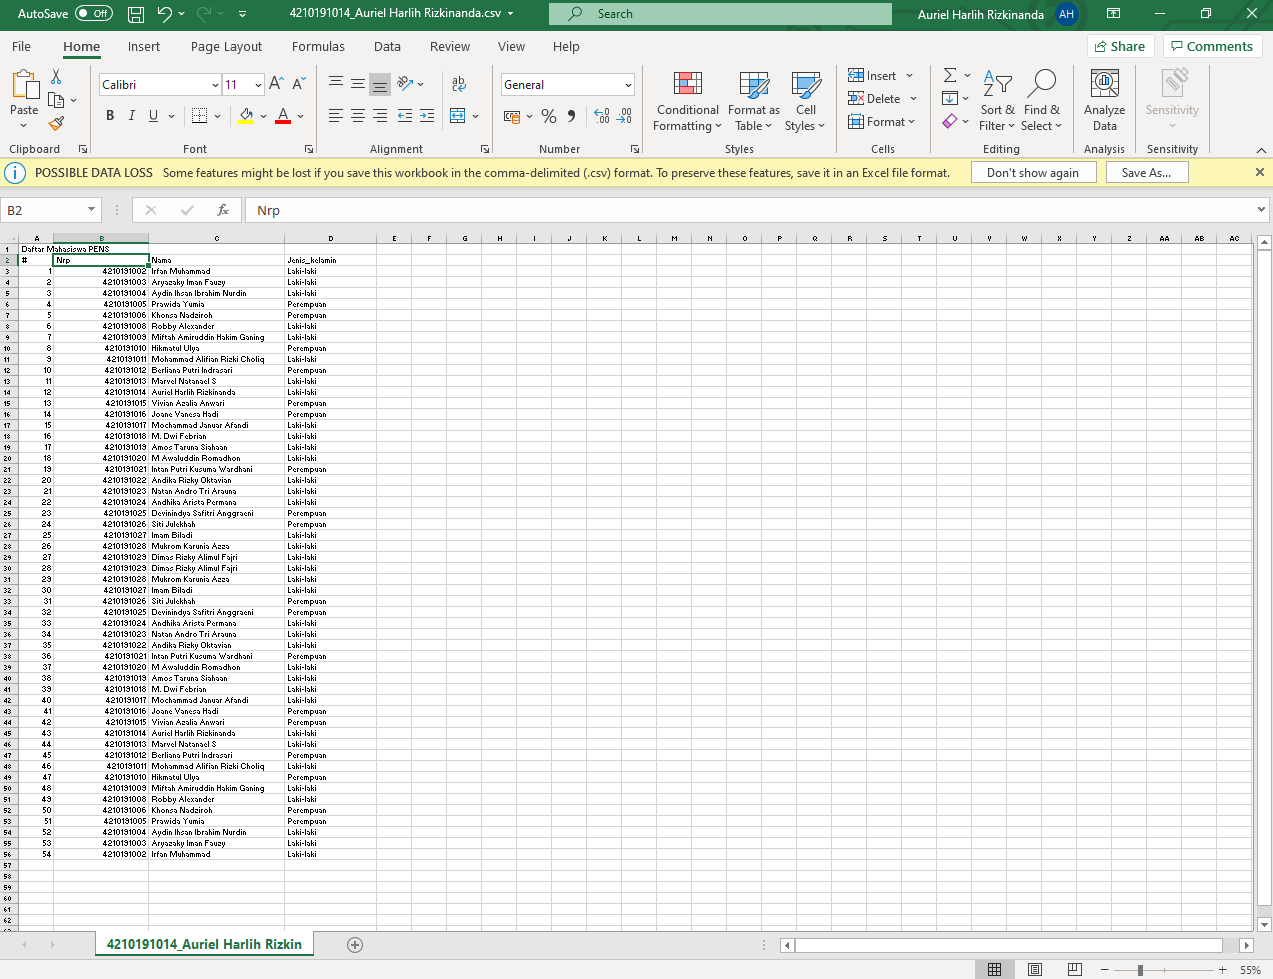 AutoSave Off 4210191014_Auriel Harlih Rizkinanda.csv Search Auriel Harlih Rizkinanda AH
File Home Insert Page Layout Formulas Data Review View Help Share Comments
Paste Calibri 11 A A ab General Conditional Formatting Format as Table Cell Styles Insert Delete Format Sort & Filter Find & Select Analyze Data Sensitivity
Clipboard Font Alignment Number Styles Cells Editing Analysis Sensitivity
POSSIBLE DATA LOSS Some features might be lost if you save this workbook in the comma-delimited (.csv) format. To preserve these features, save it in an Excel file format. Don't show again Save As...
B2 fx Nrp
A B C D E F G H I J K L M N O P Q R S T U V W X Y Z AA AB AC
1 Daftar Mahasiswa PENS
2 # Nrp Nama Jenis_kelamin
3 1 4210191002 Irfan Muhammad Laki-laki
4 2 4210191003 Aryazaky Iman Fauzy Laki-laki
5 3 4210191004 Aydin Ihsan Ibrahim Nurdin Laki-laki
6 4 4210191005 Prawida Yumia Perempuan
7 5 4210191006 Khonsa Nadziroh Perempuan
8 6 4210191008 Robby Alexander Laki-laki
9 7 4210191009 Miftah Amiruddin Hakim Ganing Laki-laki
10 8 4210191010 Hikmatul Ulya Perempuan
11 9 4210191011 Mohammad Alifian Rizki Choliq Laki-laki
12 10 4210191012 Berliana Putri Indrasari Perempuan
13 11 4210191013 Marvel Natanael S Laki-laki
14 12 4210191014 Auriel Harlih Rizkinanda Laki-laki
15 13 4210191015 Vivian Azalia Anwari Perempuan
16 14 4210191016 Joane Vanesa Hadi Perempuan
17 15 4210191017 Mochammad Januar Afandi Laki-laki
18 16 4210191018 M. Dwi Febrian Laki-laki
19 17 4210191019 Amos Taruna Siahaan Laki-laki
20 18 4210191020 M Awaluddin Romadhon Laki-laki
21 19 4210191021 Intan Putri Kusuma Wardhani Perempuan
22 20 4210191022 Andika Rizky Oktavian Laki-laki
23 21 4210191023 Natan Andro Tri Arauna Laki-laki
24 22 4210191024 Andhika Arista Permana Laki-laki
25 23 4210191025 Devinindya Safitri Anggraeni Perempuan
26 24 4210191026 Siti Julekhah Perempuan
27 25 4210191027 Imam Biladi Laki-laki
28 26 4210191028 Mukrom Karunia Azza Laki-laki
29 27 4210191029 Dimas Rizky Alimul Fajri Laki-laki
30 28 4210191029 Dimas Rizky Alimul Fajri Laki-laki
31 29 4210191028 Mukrom Karunia Azza Laki-laki
32 30 4210191027 Imam Biladi Laki-laki
33 31 4210191026 Siti Julekhah Perempuan
34 32 4210191025 Devinindya Safitri Anggraeni Perempuan
35 33 4210191024 Andhika Arista Permana Laki-laki
36 34 4210191023 Natan Andro Tri Arauna Laki-laki
37 35 4210191022 Andika Rizky Oktavian Laki-laki
38 36 4210191021 Intan Putri Kusuma Wardhani Perempuan
39 37 4210191020 M Awaluddin Romadhon Laki-laki
40 38 4210191019 Amos Taruna Siahaan Laki-laki
41 39 4210191018 M. Dwi Febrian Laki-laki
42 40 4210191017 Mochammad Januar Afandi Laki-laki
43 41 4210191016 Joane Vanesa Hadi Perempuan
44 42 4210191015 Vivian Azalia Anwari Perempuan
45 43 4210191014 Auriel Harlih Rizkinanda Laki-laki
46 44 4210191013 Marvel Natanael S Laki-laki
47 45 4210191012 Berliana Putri Indrasari Perempuan
48 46 4210191011 Mohammad Alifian Rizki Choliq Laki-laki
49 47 4210191010 Hikmatul Ulya Perempuan
50 48 4210191009 Miftah Amiruddin Hakim Ganing Laki-laki
51 49 4210191008 Robby Alexander Laki-laki
52 50 4210191006 Khonsa Nadziroh Perempuan
53 51 4210191005 Prawida Yumia Perempuan
54 52 4210191004 Aydin Ihsan Ibrahim Nurdin Laki-laki
55 53 4210191003 Aryazaky Iman Fauzy Laki-laki
56 54 4210191002 Irfan Muhammad Laki-laki
57
58
59
60
61
62
4210191014_Auriel Harlih Rizkin
55%